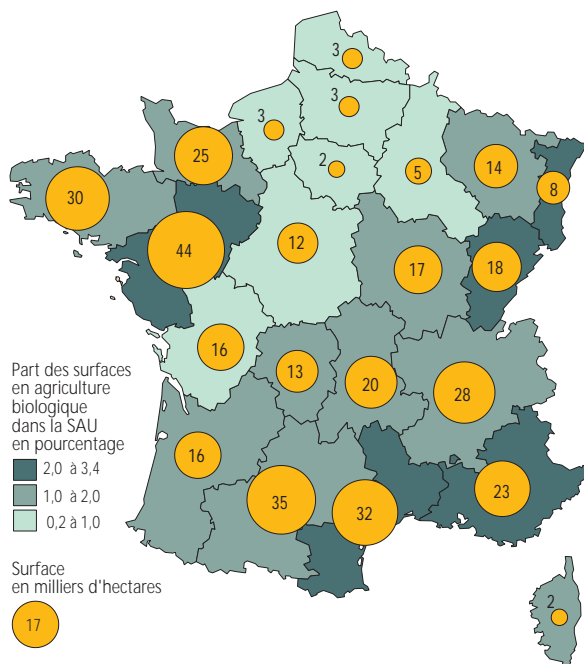 3
3
3
2
25
5
14
8
30
44
12
17
18
16
13
20
28
16
35
32
23
2
Part des surfaces
en agriculture
biologique
dans la SAU
en pourcentage
2,0 à 3,4
1,0 à 2,0
0,2 à 1,0
Surface
en milliers d'hectares
17